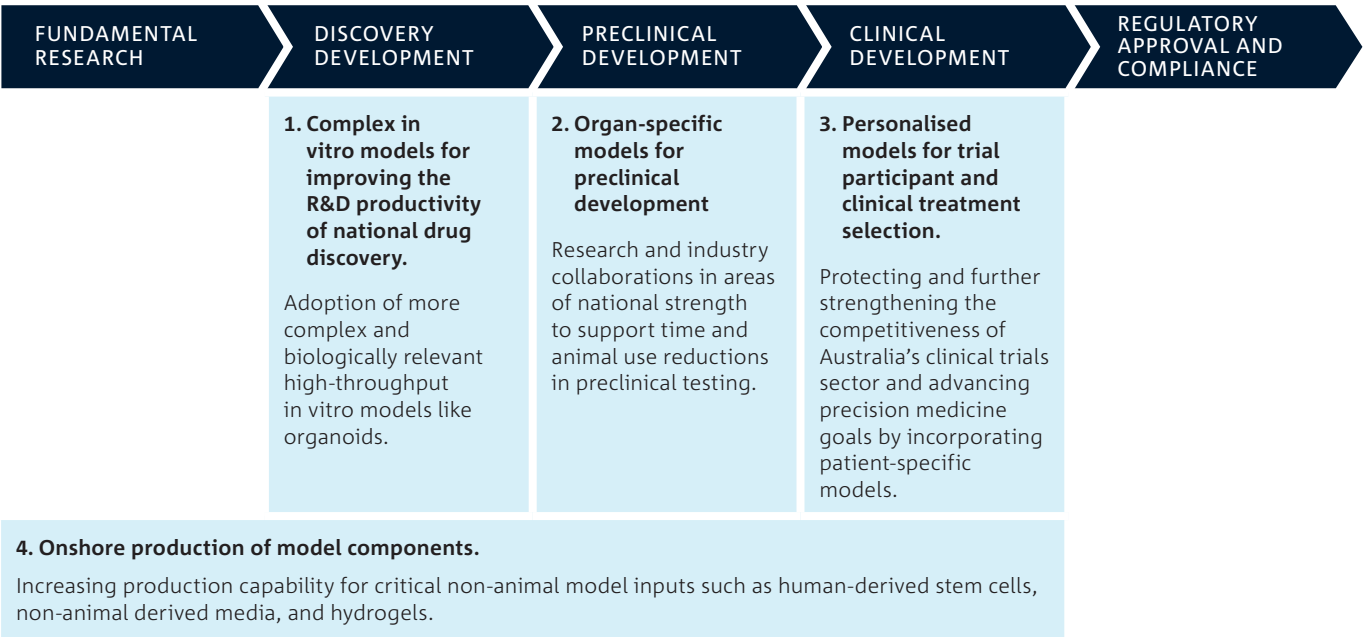 FUNDAMENTAL
RESEARCH
DISCOVERY
DEVELOPMENT
PRECLINICAL
DEVELOPMENT
CLINICAL
DEVELOPMENT
REGULATORY
APPROVAL AND
COMPLIANCE
1. Complex in
vitro models for
improving the
R&D productivity
of national drug
discovery.
Adoption of more
complex and
biologically relevant
high-throughput
in vitro models like
organoids.
2. Organ-specific
models for
preclinical
development
Research and industry
collaborations in areas
of national strength
to support time and
animal use reductions
in preclinical testing.
3. Personalised
models for trial
participant and
clinical treatment
selection.
Protecting and further
strengthening the
competitiveness of
Australia’s clinical trials
sector and advancing
precision medicine
goals by incorporating
patient-specific
models.
4. Onshore production of model components.
Increasing production capability for critical non-animal model inputs such as human-derived stem cells,
non-animal derived media, and hydrogels.